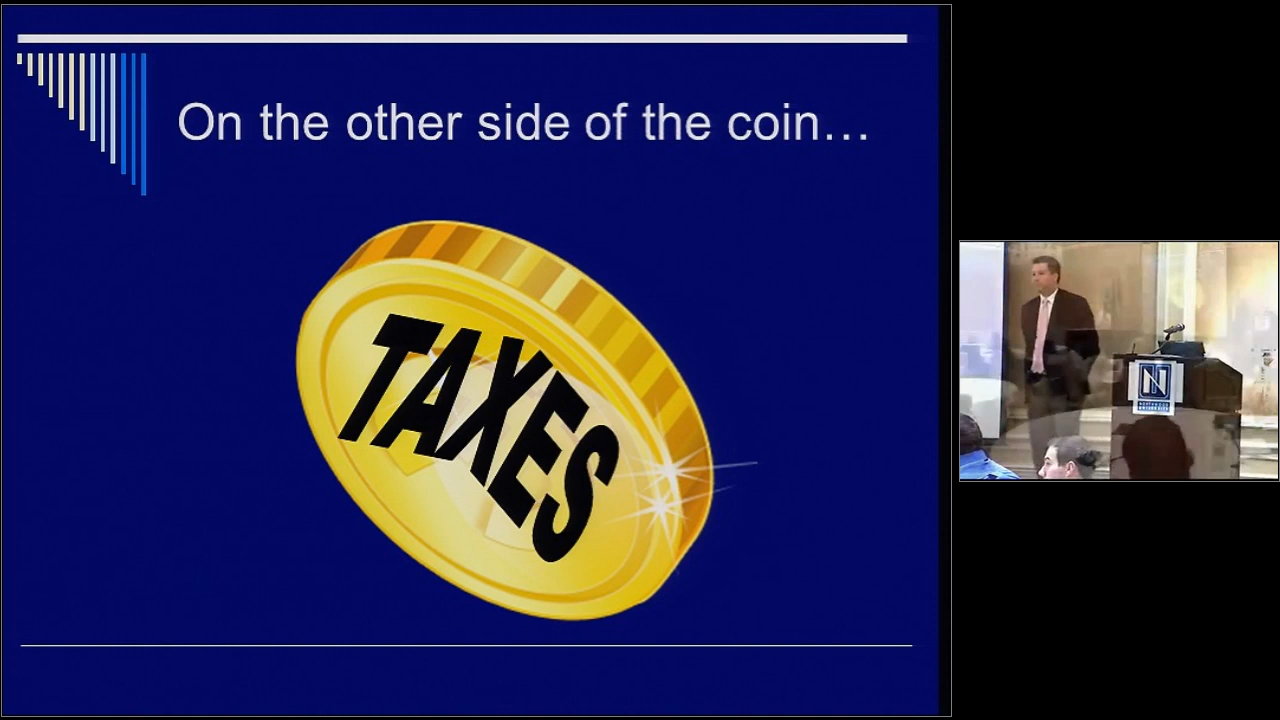 On the other side of the coin…
TAXES
N